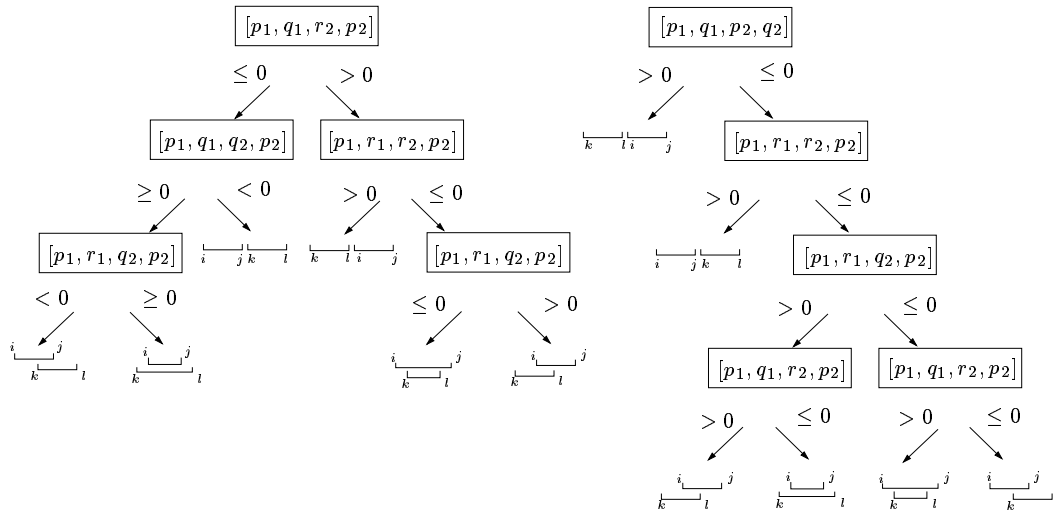 [p₁, q₁, r₂, p₂]
≤ 0 > 0
[p₁, q₁, q₂, p₂] [p₁, r₁, r₂, p₂]
≥ 0 < 0 > 0 ≤ 0
[p₁, r₁, q₂, p₂] i j k l k l i j [p₁, r₁, q₂, p₂]
< 0 ≥ 0 ≤ 0 > 0
i j i j i j i j
k l k l k l k l
[p₁, q₁, p₂, q₂]
> 0 ≤ 0
k l i j [p₁, r₁, r₂, p₂]
> 0 ≤ 0
i j k l [p₁, r₁, q₂, p₂]
> 0 ≤ 0
[p₁, q₁, r₂, p₂] [p₁, q₁, r₂, p₂]
> 0 ≤ 0 > 0 ≤ 0
i j i j i j i j
k l k l k l k